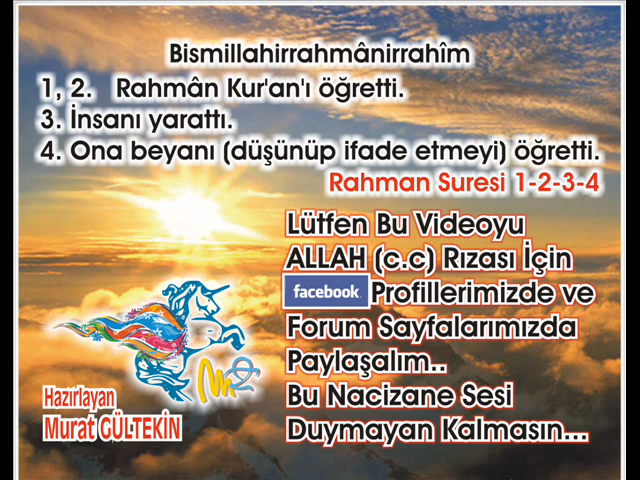 Bismillahirrahmânirrahîm
1, 2. Rahmân Kur'an'ı öğretti.
3. İnsanı yarattı.
4. Ona beyanı (düşünüp ifade etmeyi) öğretti.
Rahman Suresi 1-2-3-4
Lütfen Bu Videoyu
ALLAH (c.c) Rızası İçin
facebook Profillerimizde ve
Forum Sayfalarımızda
Paylaşalım..
Bu Nacizane Sesi
Duymayan Kalmasın...
Hazırlayan
Murat GÜLTEKİN